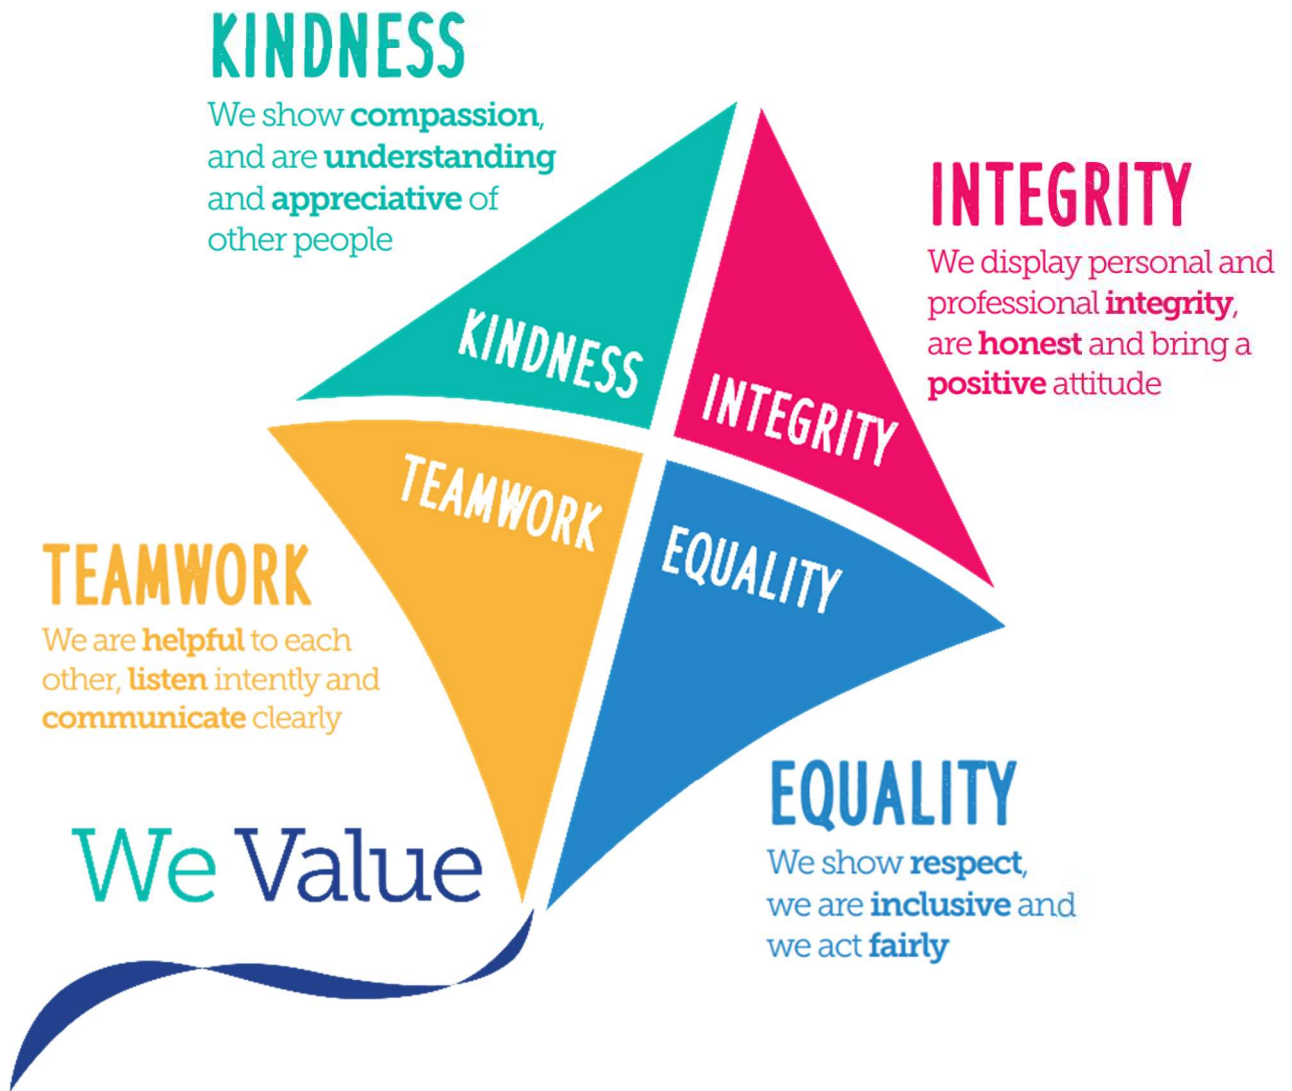 KINDNESS
We show compassion,
and are understanding
and appreciative of
other people
INTEGRITY
We display personal and
professional integrity,
are honest and bring a
positive attitude
KINDNESS
INTEGRITY
TEAMWORK
EQUALITY
TEAMWORK
We are helpful to each
other, listen intently and
communicate clearly
EQUALITY
We show respect,
we are inclusive and
we act fairly
We Value